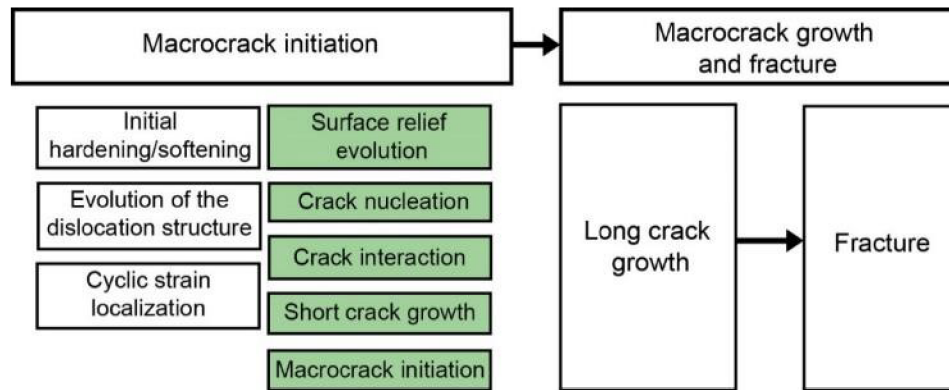 Macrocrack initiation
Macrocrack growth
and fracture
Initial
hardening/softening
Evolution of the
dislocation structure
Cyclic strain
localization
Surface relief
evolution
Crack nucleation
Crack interaction
Short crack growth
Macrocrack initiation
Long crack
growth
Fracture